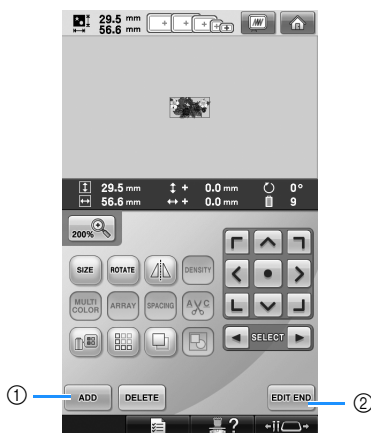 29.5 mm
56.6 mm
29.5 mm + 0.0 mm 0°
56.6 mm + 0.0 mm 9
200%
SIZE ROTATE DENSITY
MULTI COLOR ARRAY SPACING A C
SELECT
① ADD DELETE EDIT END ②
?